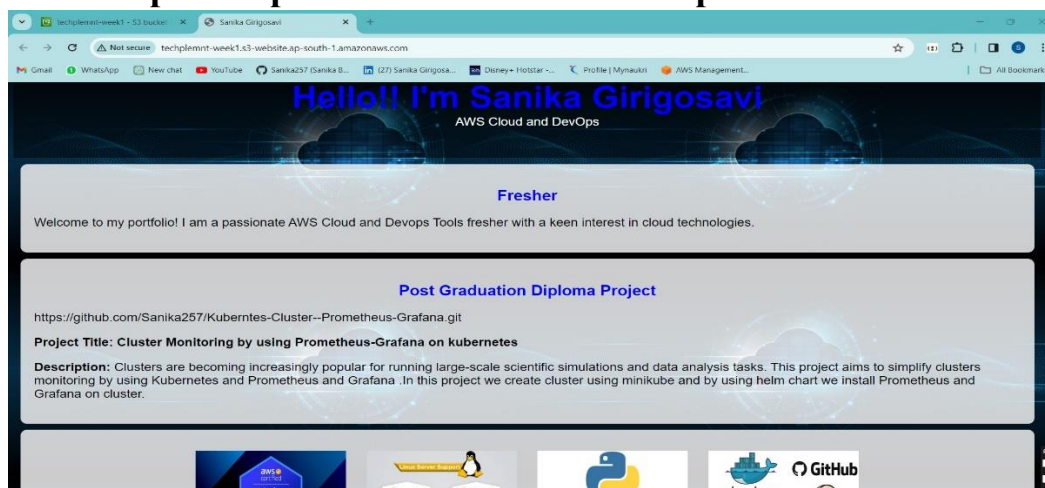 techplemnt-week1 - S3 bucket
Sanika Girigosavi
Not secure
techplemnt-week1.s3-website.ap-south-1.amazonaws.com
Gmail
WhatsApp
New chat
YouTube
Sanika257 (Sanika B...
(27) Sanika Girigosa...
Disney+ Hotstar -...
Profile | Mynaukri
AWS Management...
All Bookmark
Hello!! I'm Sanika Girigosavi
AWS Cloud and DevOps
Fresher
Welcome to my portfolio! I am a passionate AWS Cloud and Devops Tools fresher with a keen interest in cloud technologies.
Post Graduation Diploma Project
https://github.com/Sanika257/Kuberntes-Cluster--Prometheus-Grafana.git
Project Title: Cluster Monitoring by using Prometheus-Grafana on kubernetes
Description: Clusters are becoming increasingly popular for running large-scale scientific simulations and data analysis tasks. This project aims to simplify clusters
monitoring by using Kubernetes and Prometheus and Grafana .In this project we create cluster using minikube and by using helm chart we install Prometheus and
Grafana on cluster.
aws
certified
Linux Server Support
GitHub